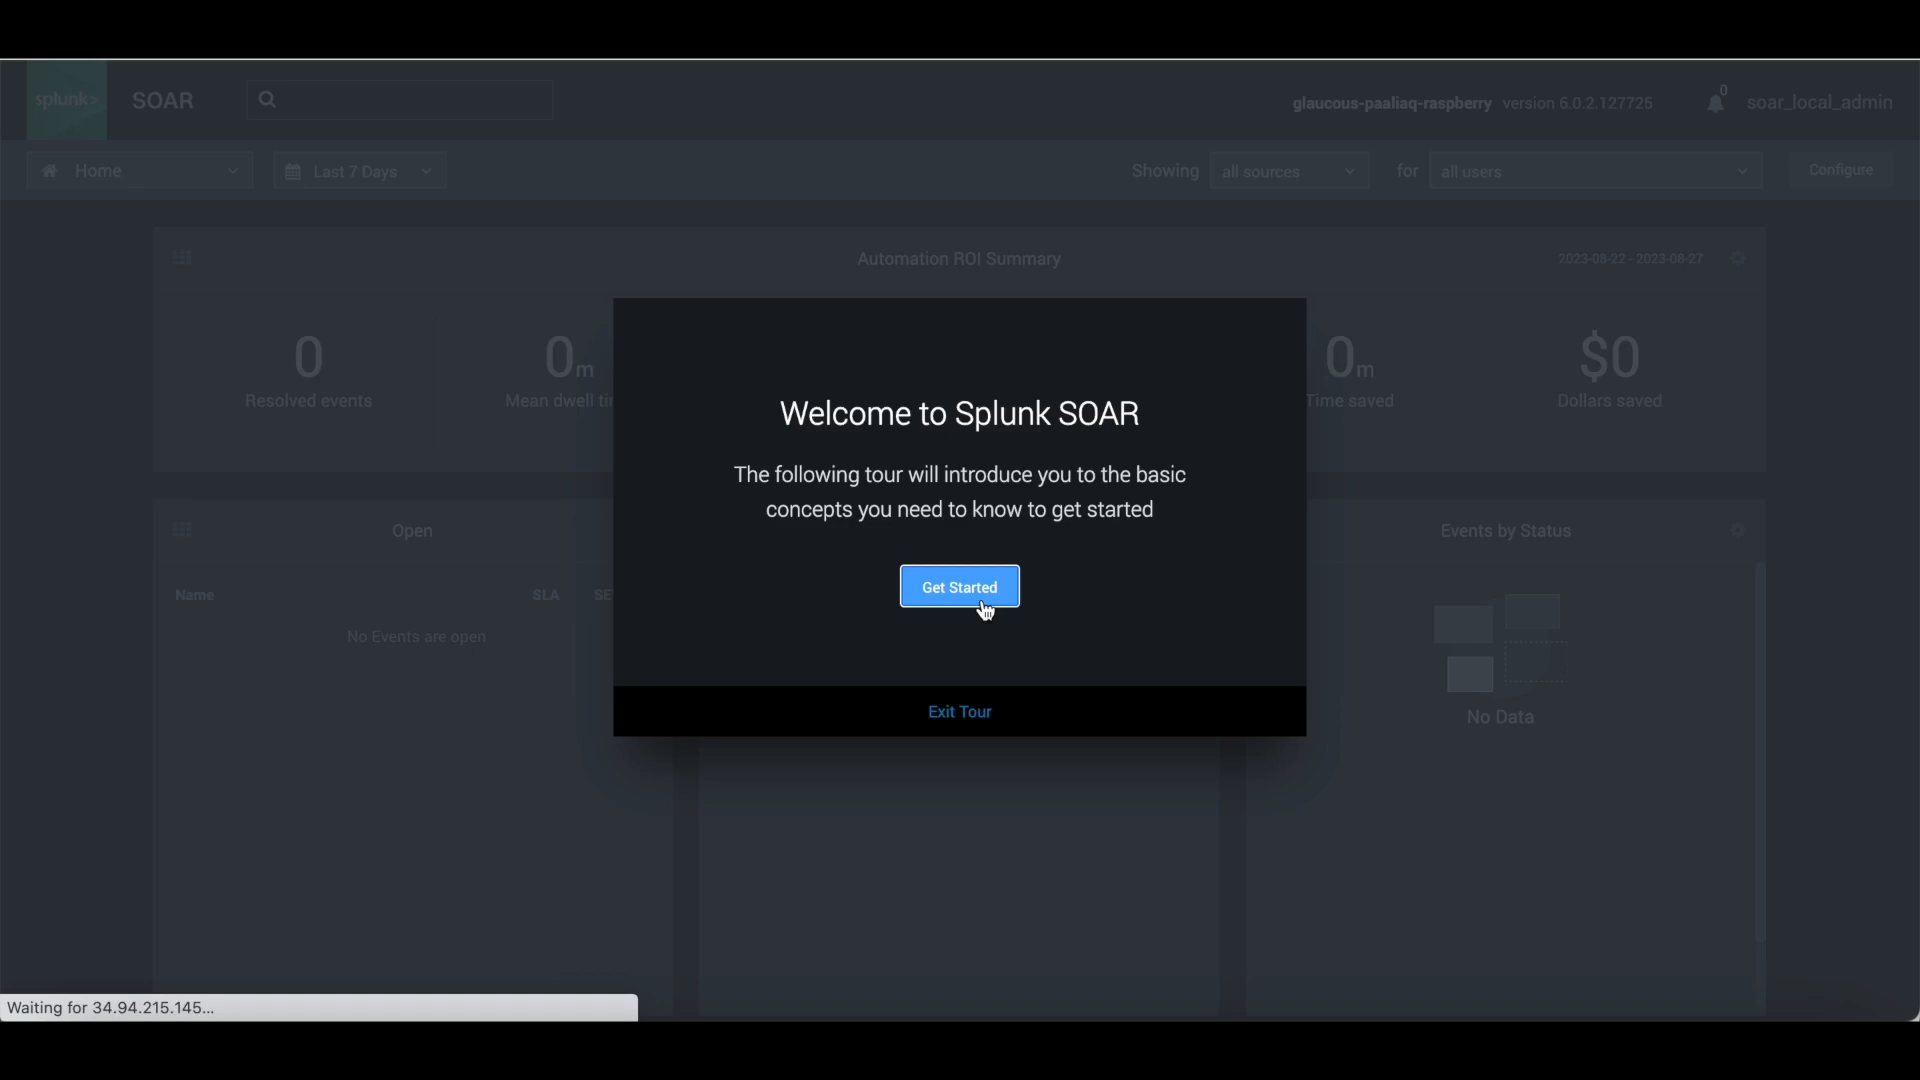 splunk>
SOAR
glaucous-paaliaq-raspberry version 6.0.2.127725
0
soar_local_admin
Home
Last 7 Days
Showing
all sources
for
all users
Configure
Automation ROI Summary
2023-08-22 - 2023-08-27
0
Resolved events
0m
Mean dwell
0m
Time saved
$0
Dollars saved
Welcome to Splunk SOAR
The following tour will introduce you to the basic
concepts you need to know to get started
Get Started
Exit Tour
Open
Name
SLA
No Events are open
Events by Status
No Data
Waiting for 34.94.215.145...